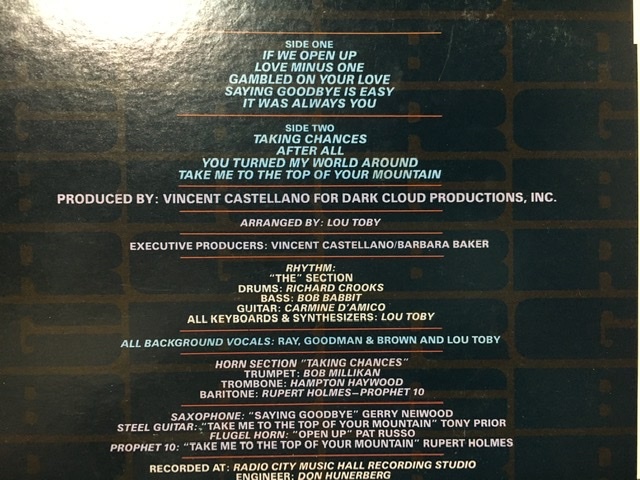 SIDE ONE
IF WE OPEN UP
LOVE MINUS ONE
GAMBLED ON YOUR LOVE
SAYING GOODBYE IS EASY
IT WAS ALWAYS YOU
SIDE TWO
TAKING CHANCES
AFTER ALL
YOU TURNED MY WORLD AROUND
TAKE ME TO THE TOP OF YOUR MOUNTAIN
PRODUCED BY: VINCENT CASTELLANO FOR DARK CLOUD PRODUCTIONS, INC.
ARRANGED BY: LOU TOBY
EXECUTIVE PRODUCERS: VINCENT CASTELLANO/BARBARA BAKER
RHYTHM:
"THE" SECTION
DRUMS: RICHARD CROOKS
BASS: BOB BABBIT
GUITAR: CARMINE D'AMICO
ALL KEYBOARDS & SYNTHESIZERS: LOU TOBY
ALL BACKGROUND VOCALS: RAY, GOODMAN & BROWN AND LOU TOBY
HORN SECTION "TAKING CHANCES"
TRUMPET: BOB MILLIKAN
TROMBONE: HAMPTON HAYWOOD
BARITONE: RUPERT HOLMES–PROPHET 10
SAXOPHONE: "SAYING GOODBYE" GERRY NEIWOOD
STEEL GUITAR: "TAKE ME TO THE TOP OF YOUR MOUNTAIN" TONY PRIOR
FLUGEL HORN: "OPEN UP" PAT RUSSO
PROPHET 10: "TAKE ME TO THE TOP OF YOUR MOUNTAIN" RUPERT HOLMES
RECORDED AT: RADIO CITY MUSIC HALL RECORDING STUDIO
ENGINEER: DON HUNERBERG